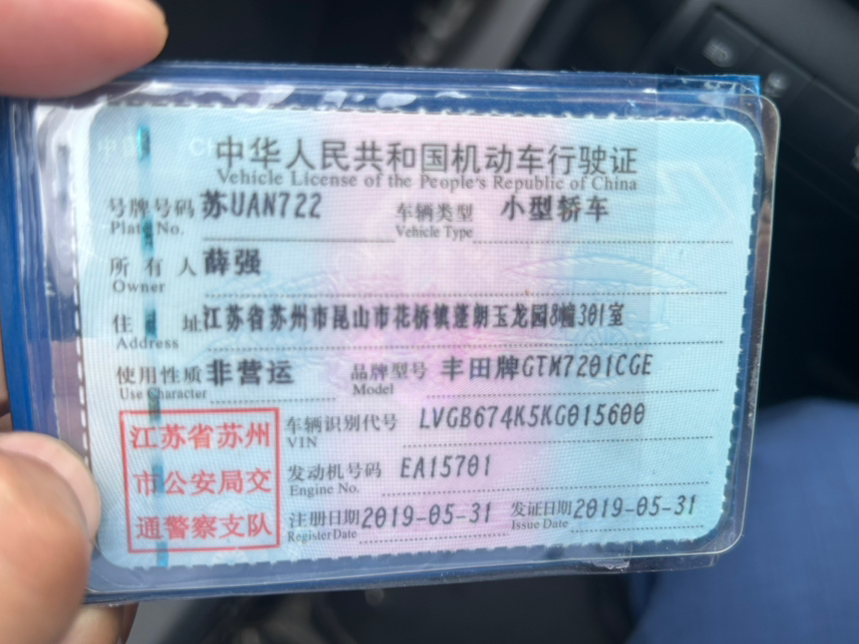 中华人民共和国机动车行驶证
Vehicle License of the People's Republic of China
号牌号码 苏UAN722 车辆类型 小型轿车
Plate No. Vehicle Type
所有人 薛强
Owner
住址 江苏省苏州市昆山市花桥镇蓬朗玉龙园8幢301室
Address
使用性质 非营运 品牌型号 丰田牌GTM7201CGE
Use Character Model
江苏省苏州
市公安局交
通警察支队
车辆识别代号 LVGB674K5KG015600
VIN
发动机号码 EA15701
Engine No.
注册日期 2019-05-31 发证日期 2019-05-31
Register Date Issue Date